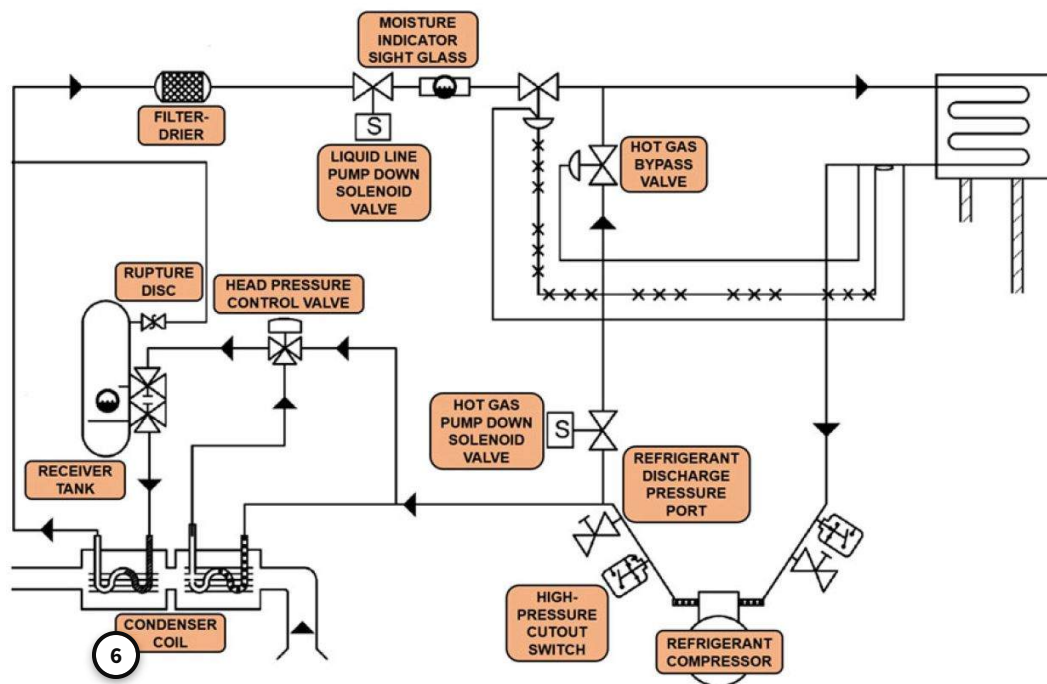 MOISTURE
INDICATOR
SIGHT GLASS
FILTER-
DRIER
S
LIQUID LINE
PUMP DOWN
SOLENOID
VALVE
HOT GAS
BYPASS
VALVE
RUPTURE
DISC
HEAD PRESSURE
CONTROL VALVE
HOT GAS
PUMP DOWN
SOLENOID
VALVE
S
RECEIVER
TANK
REFRIGERANT
DISCHARGE
PRESSURE
PORT
HIGH-
PRESSURE
CUTOUT
SWITCH
CONDENSER
COIL
6
REFRIGERANT
COMPRESSOR